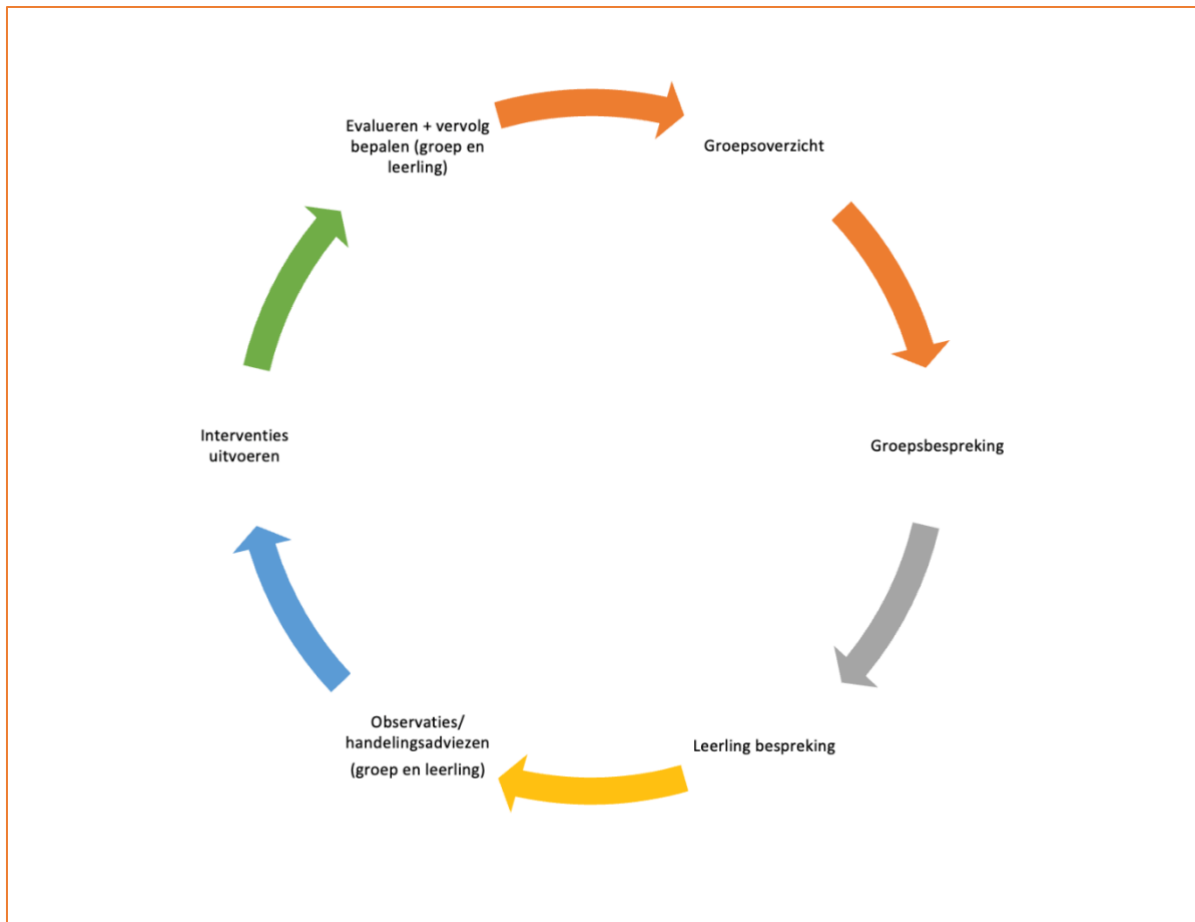 Evalueren + vervolg
bepalen (groep en
leerling)
Groepsoverzicht
Groepsbespreking
Leerling bespreking
Observaties/
handelingsadviezen
(groep en leerling)
Interventies
uitvoeren